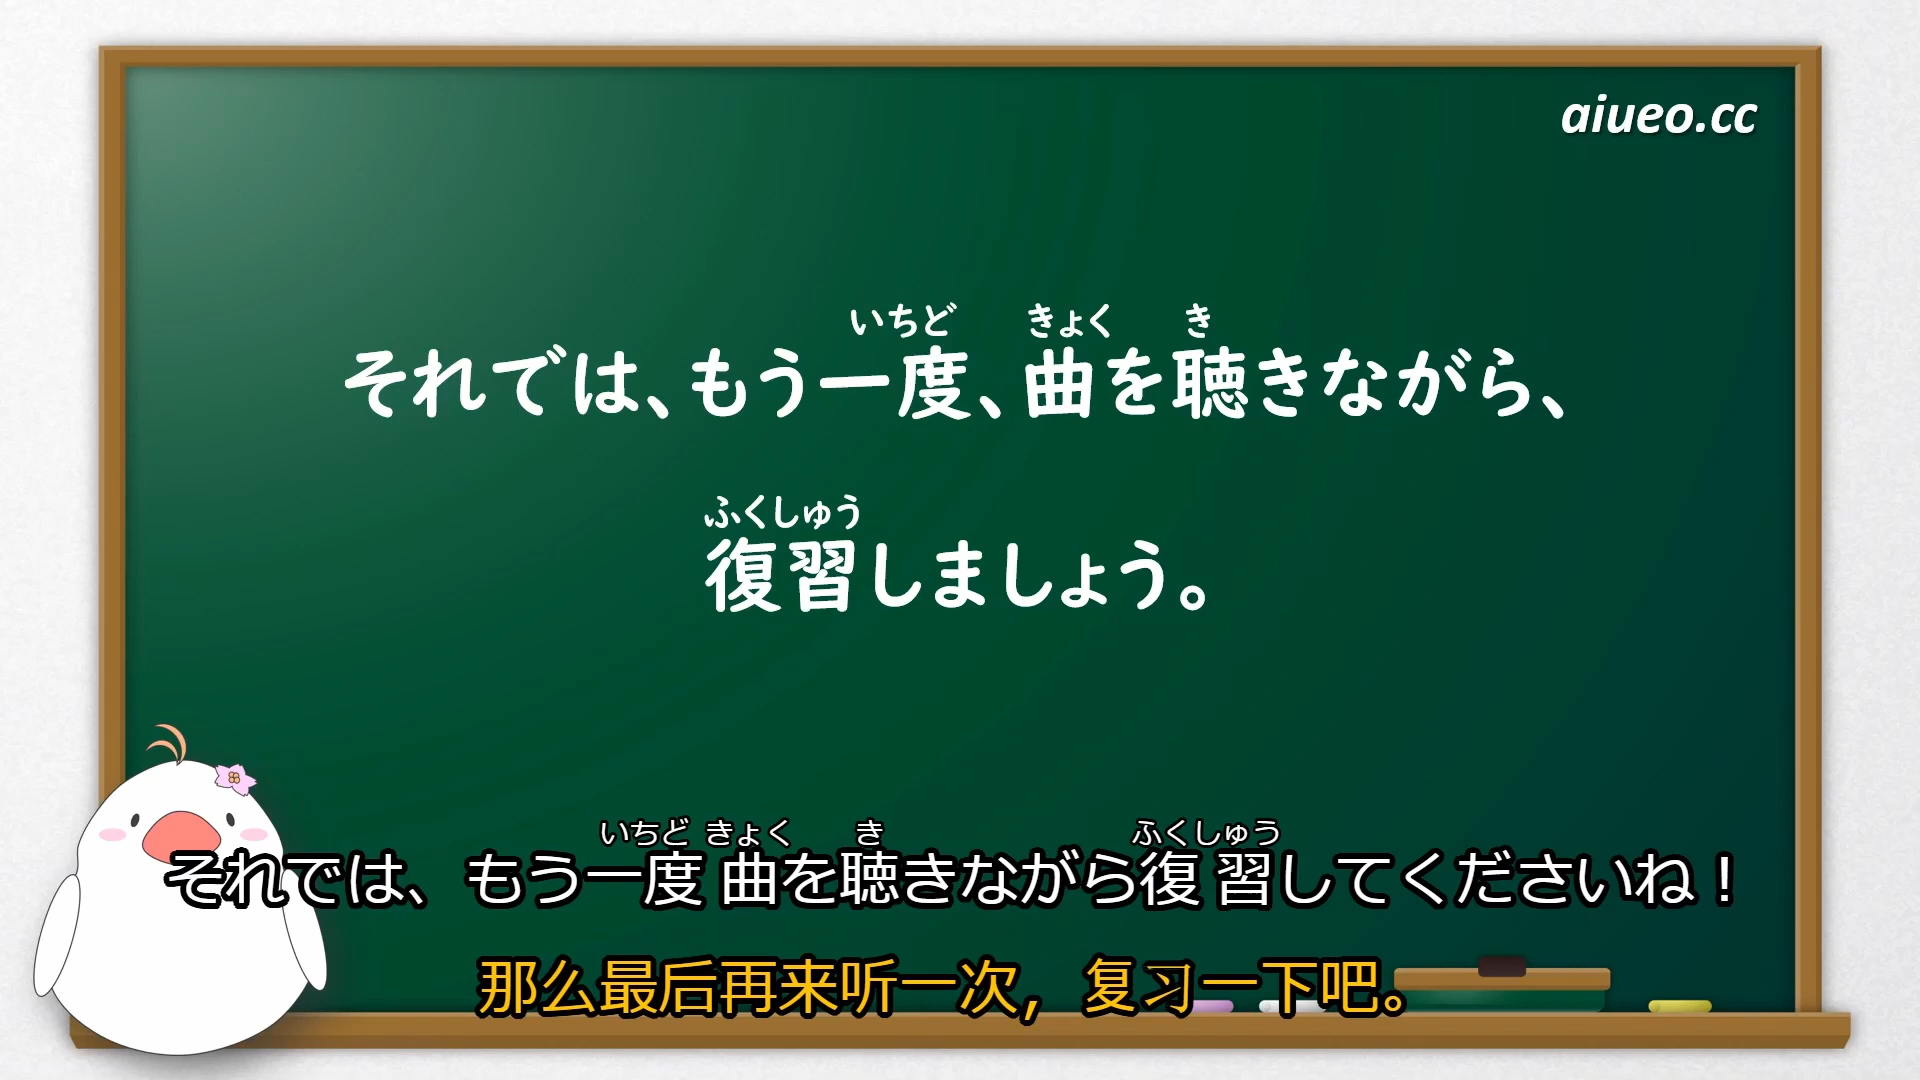 aiueo.cc
いちど きょく き
それでは、もう一度、曲を聴きながら、
ふくしゅう
復習しましょう。
いちど きょく き ふくしゅう
それでは、もう一度 曲を聴きながら復習してくださいね！
那么最后再来听一次，复习一下吧。